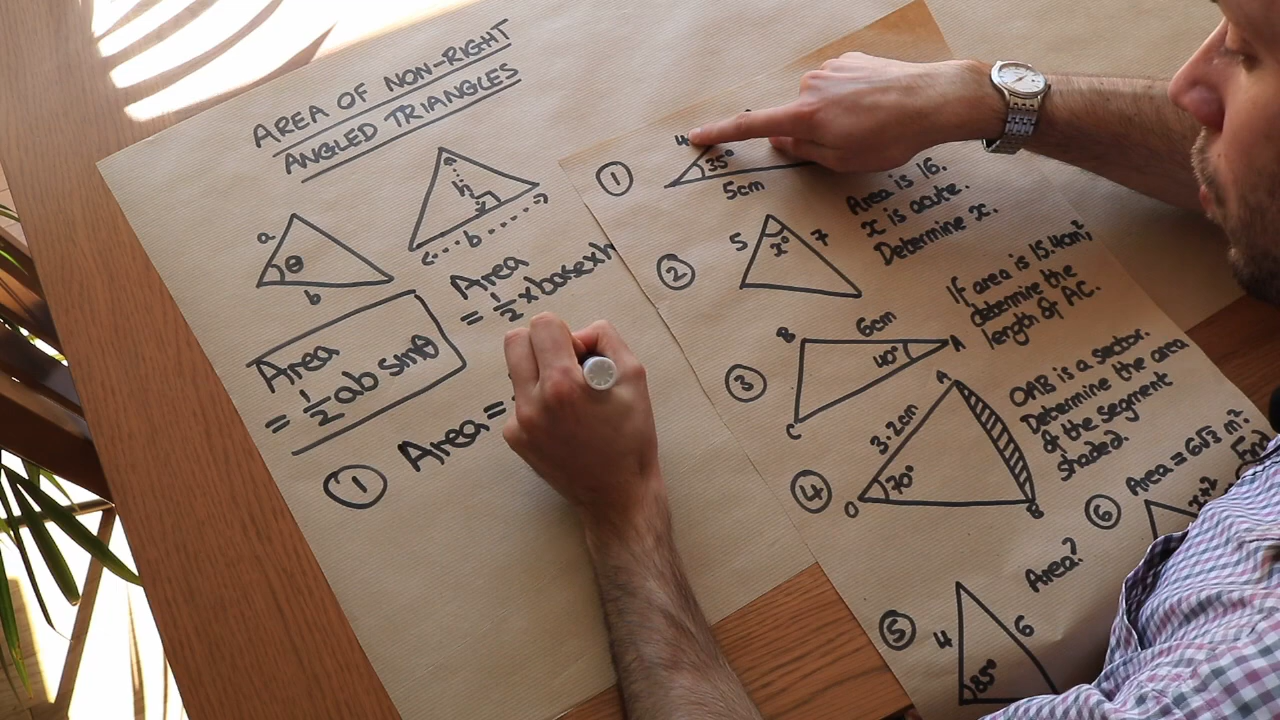 AREA OF NON-RIGHT
ANGLED TRIANGLES
a
θ
b
h
b
Area
= 1/2 ab sinθ
Area
= 1/2 × base × h
① Area =
①
4
35°
5cm
②
5
x°
7
Area is 16.
x is acute.
Determine x.
③
B
6cm
40°
A
C
If area is 15.4cm²,
determine the
length of AC.
④
A
3.2cm
70°
O
B
OAB is a sector.
Determine the area
of the segment
shaded.
⑤
4
6
85°
Area?
⑥ Area = 6√3 m².
x+2